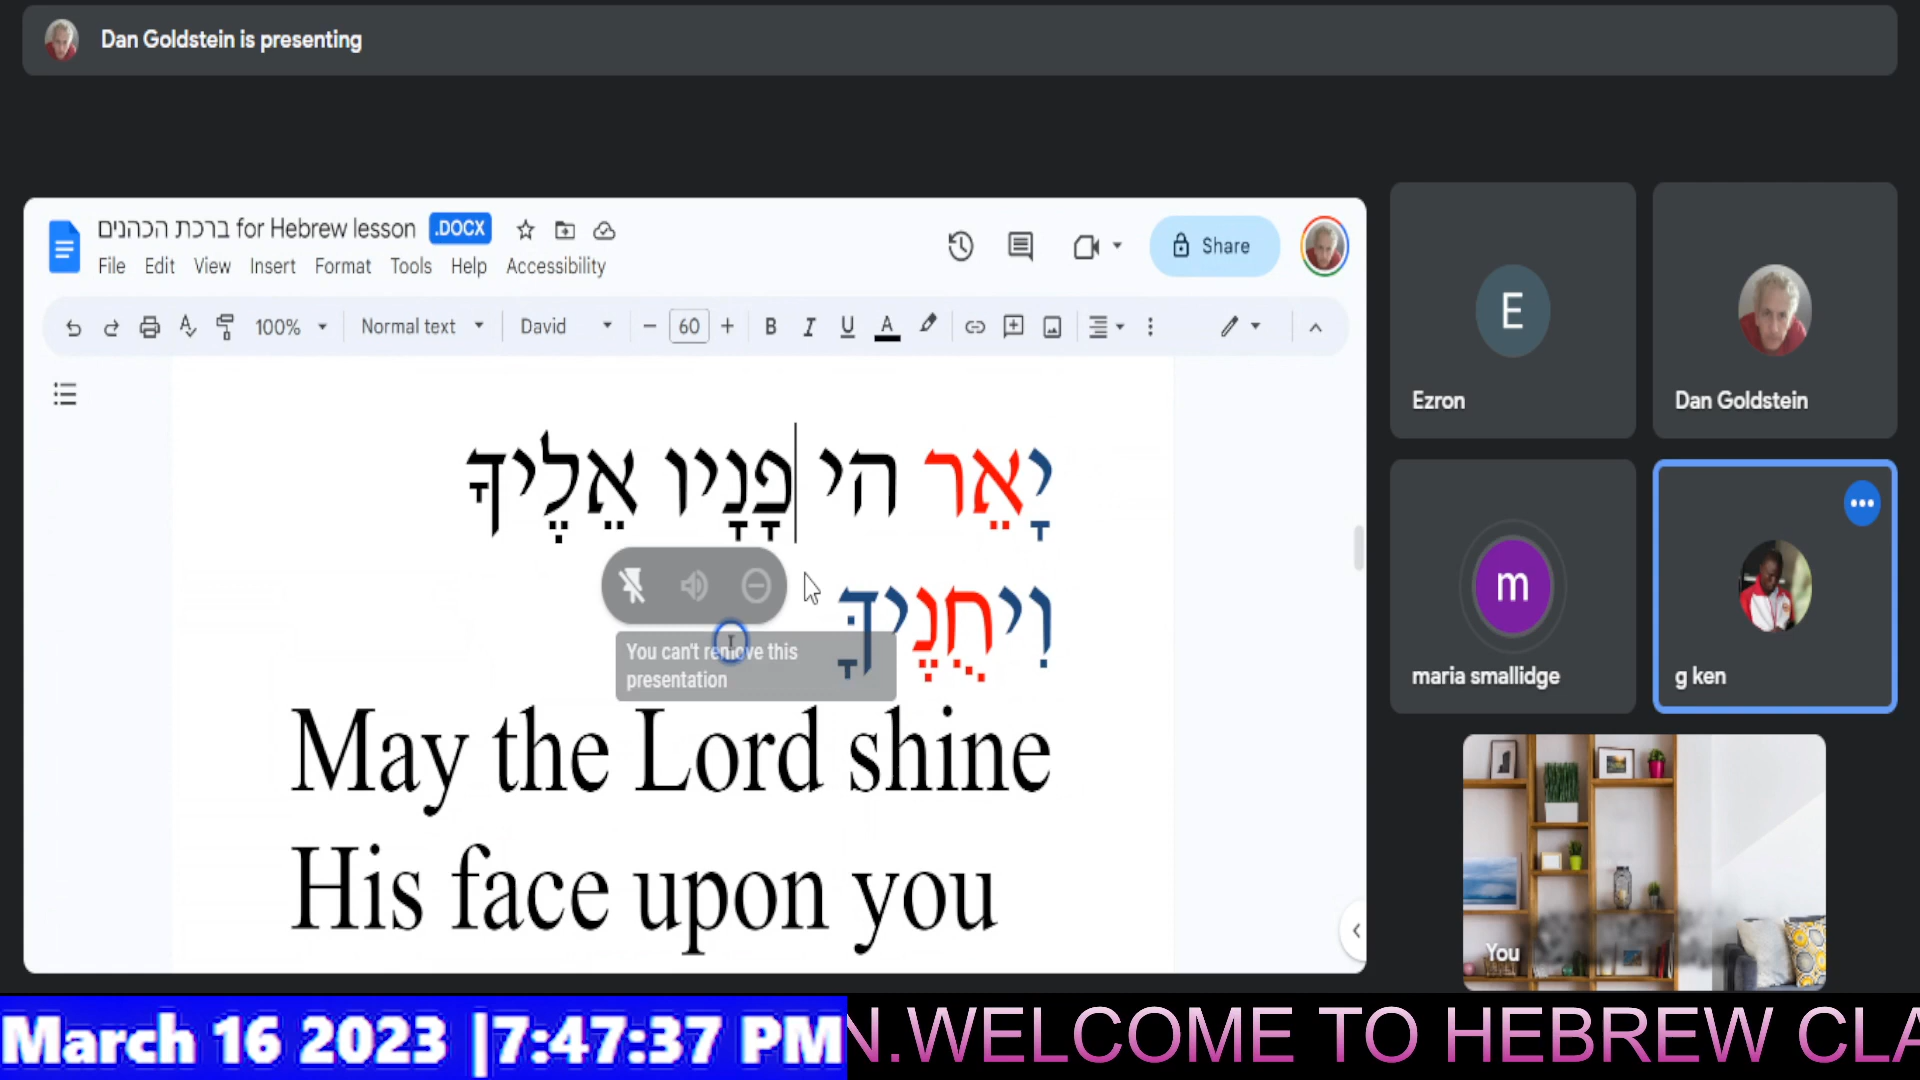 Dan Goldstein is presenting
ברכת הכהנים for Hebrew lesson .DOCX
Share
File Edit View Insert Format Tools Help Accessibility
100% Normal text David − 60 + B I U A
יָאֵר הי פָנָיו אֵלֶיךָ
וִיחֻנֶּיךָּ
You can't remove this
presentation
May the Lord shine
His face upon you
E
Ezron
Dan Goldstein
m
maria smallidge
g ken
You
March 16 2023 |7:47:37 PM
N.WELCOME TO HEBREW CLA